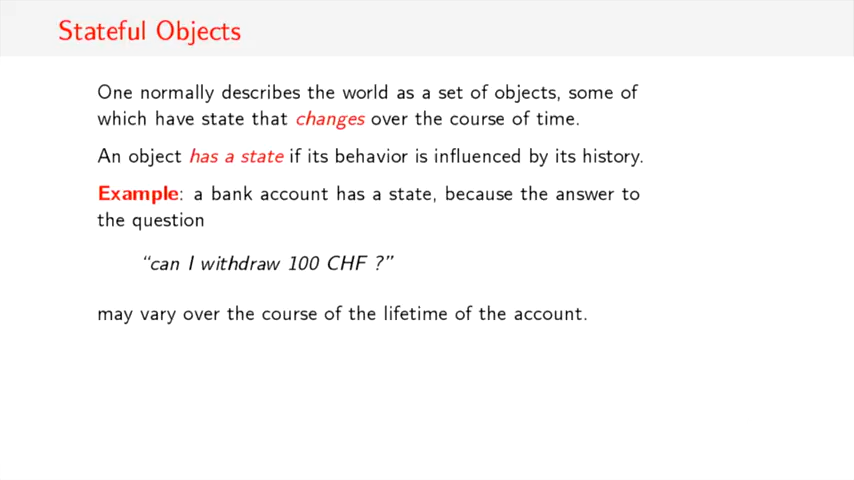 Stateful Objects
One normally describes the world as a set of objects, some of
which have state that changes over the course of time.
An object has a state if its behavior is influenced by its history.
Example: a bank account has a state, because the answer to
the question
“can I withdraw 100 CHF ?”
may vary over the course of the lifetime of the account.